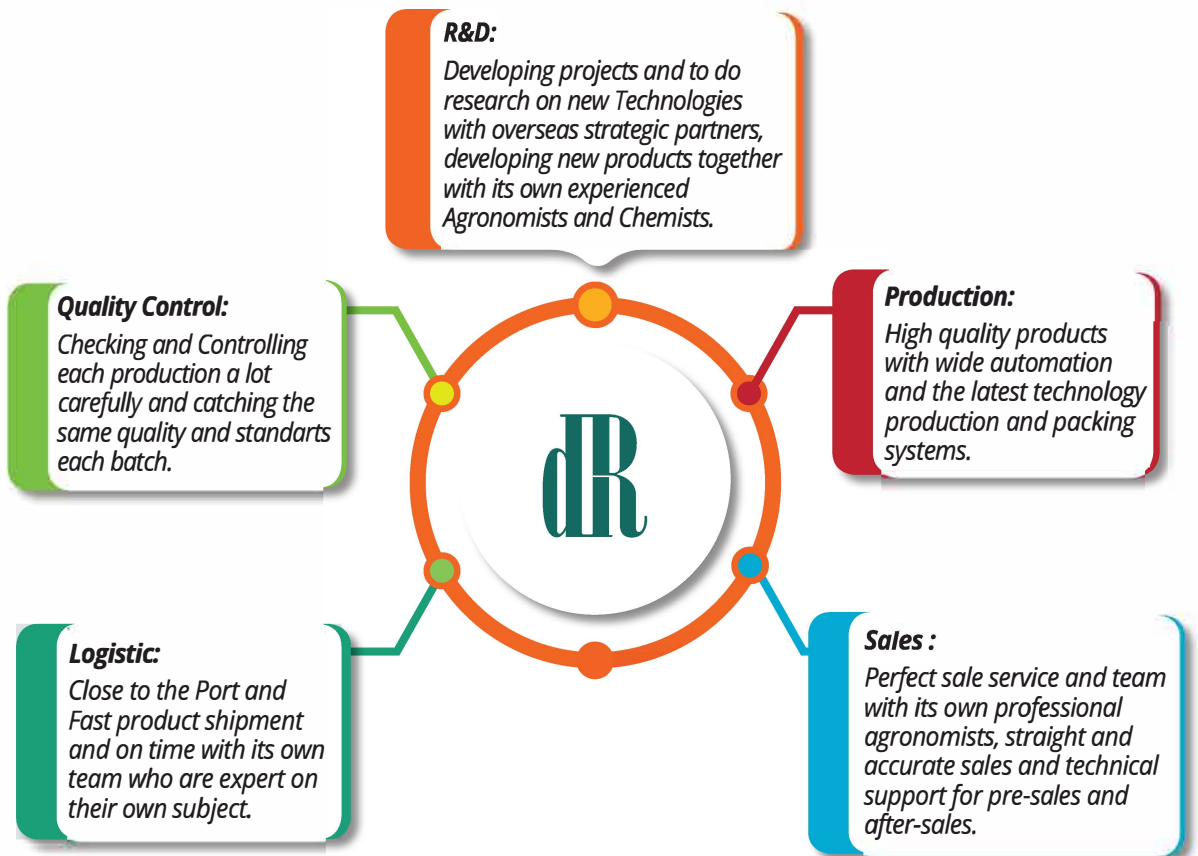 R&D:
Developing projects and to do
research on new Technologies
with overseas strategic partners,
developing new products together
with its own experienced
Agronomists and Chemists.
Quality Control:
Checking and Controlling
each production a lot
carefully and catching the
same quality and standarts
each batch.
Production:
High quality products
with wide automation
and the latest technology
production and packing
systems.
dR
Logistic:
Close to the Port and
Fast product shipment
and on time with its own
team who are expert on
their own subject.
Sales :
Perfect sale service and team
with its own professional
agronomists, straight and
accurate sales and technical
support for pre-sales and
after-sales.